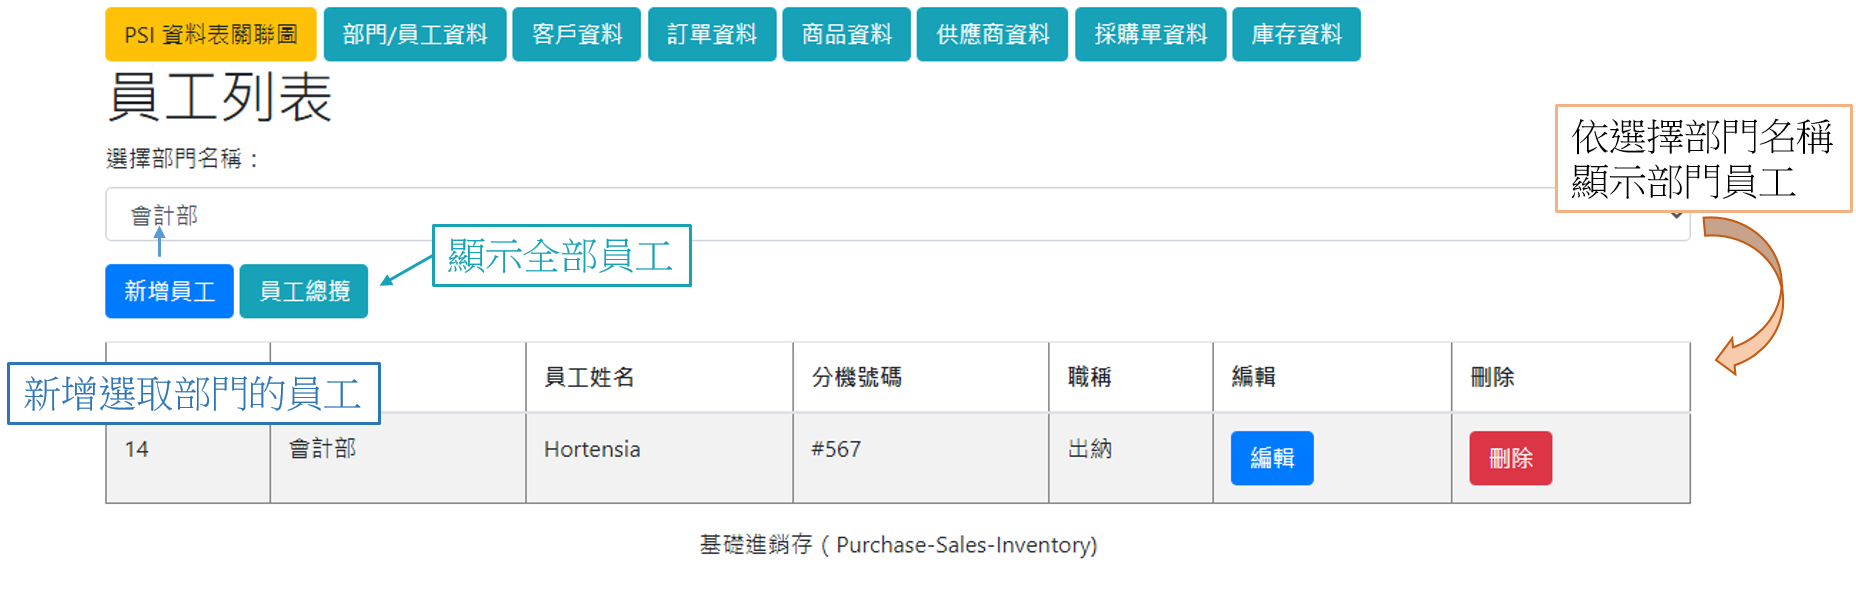 PSI 資料表關聯圖
部門/員工資料
客戶資料
訂單資料
商品資料
供應商資料
採購單資料
庫存資料
員工列表
選擇部門名稱：
依選擇部門名稱
顯示部門員工
會計部
顯示全部員工
新增員工
員工總攬
新增選取部門的員工
員工姓名
分機號碼
職稱
編輯
刪除
14
會計部
Hortensia
#567
出納
編輯
刪除
基礎進銷存 ( Purchase-Sales-Inventory)